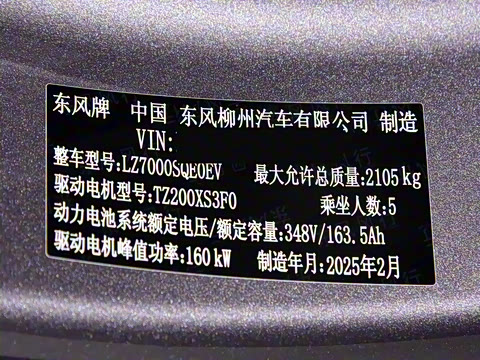 东风牌 中国 东风柳州汽车有限公司 制造
VIN:
整车型号:LZ7000SQE0EV 最大允许总质量:2105 kg
驱动电机型号:TZ200XS3F0 乘坐人数:5
动力电池系统额定电压/额定容量:348V/163.5Ah
驱动电机峰值功率:160 kW 制造年月:2025年2月